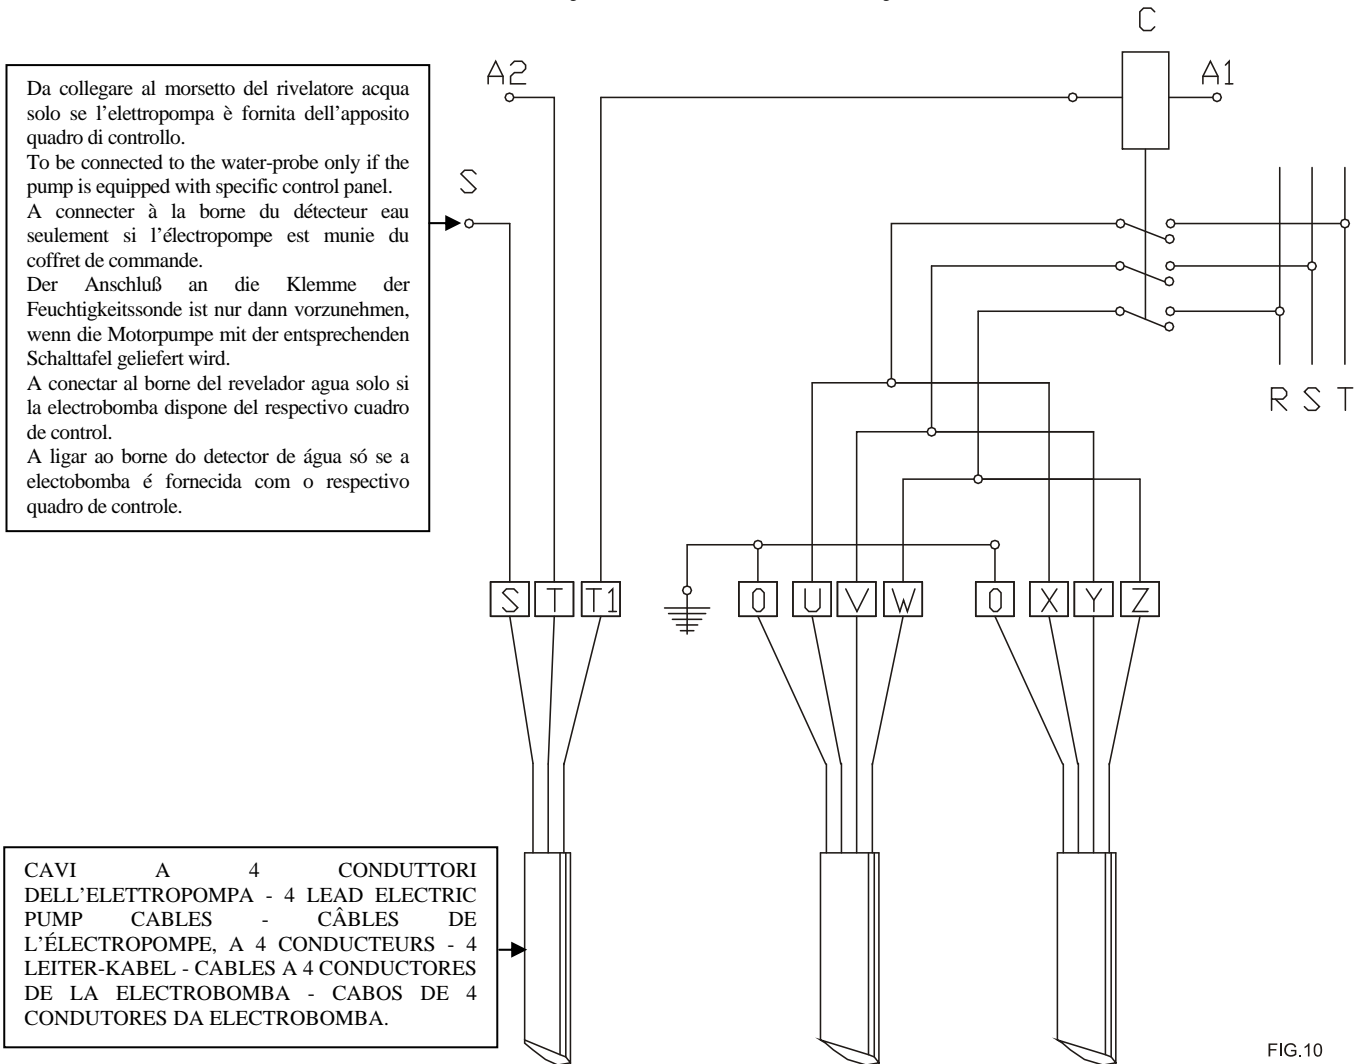 C
A2
A1
Da collegare al morsetto del rivelatore acqua
solo se l’elettropompa è fornita dell’apposito
quadro di controllo.
To be connected to the water-probe only if the
pump is equipped with specific control panel.
A connecter à la borne du détecteur eau
seulement si l’électropompe est munie du
coffret de commande.
Der Anschluß an die Klemme der
Feuchtigkeitssonde ist nur dann vorzunehmen,
wenn die Motorpumpe mit der entsprechenden
Schalttafel geliefert wird.
A conectar al borne del revelador agua solo si
la electrobomba dispone del respectivo cuadro
de control.
A ligar ao borne do detector de água só se a
electobomba é fornecida com o respectivo
quadro de controle.
S
R S T
S T T1 0 U V W 0 X Y Z
CAVI A 4 CONDUTTORI
DELL’ELETTROPOMPA - 4 LEAD ELECTRIC
PUMP CABLES - CÂBLES DE
L’ÉLECTROPOMPE, A 4 CONDUCTEURS - 4
LEITER-KABEL - CABLES A 4 CONDUCTORES
DE LA ELECTROBOMBA - CABOS DE 4
CONDUTORES DA ELECTROBOMBA.
FIG.10